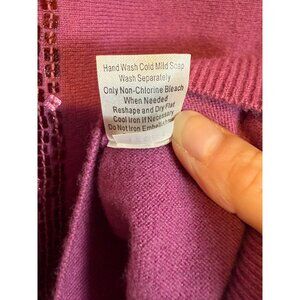 Hand Wash Cold Mild Soap
Wash Separately
Only Non-Chlorine Bleach
When Needed
Reshape and Dry Flat
Cool Iron If Necessary
Do Not Iron Embellishment